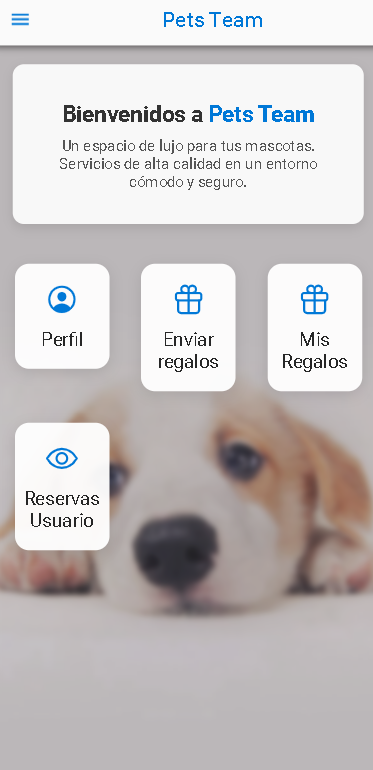 Pets Team
Bienvenidos a Pets Team
Un espacio de lujo para tus mascotas.
Servicios de alta calidad en un entorno
cómodo y seguro.
Perfil
Enviar
regalos
Mis
Regalos
Reservas
Usuario